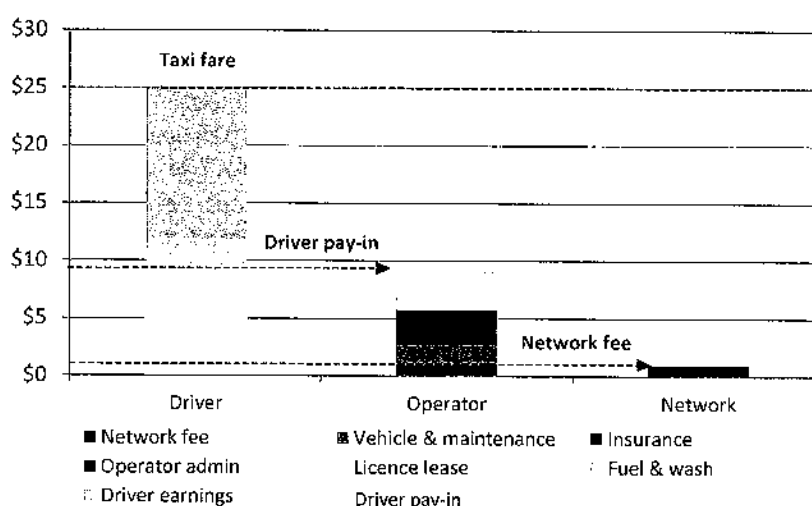 $30
Taxi fare
$25
$20
$15
Driver pay-in
$10
$5
Network fee
$0
Driver Operator Network
Network fee Vehicle & maintenance Insurance
Operator admin Licence lease Fuel & wash
Driver earnings Driver pay-in